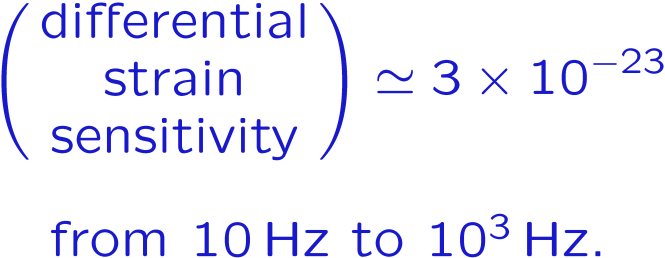 differential
strain
sensitivity
≃ 3 × 10⁻²³
from 10 Hz to 10³ Hz.